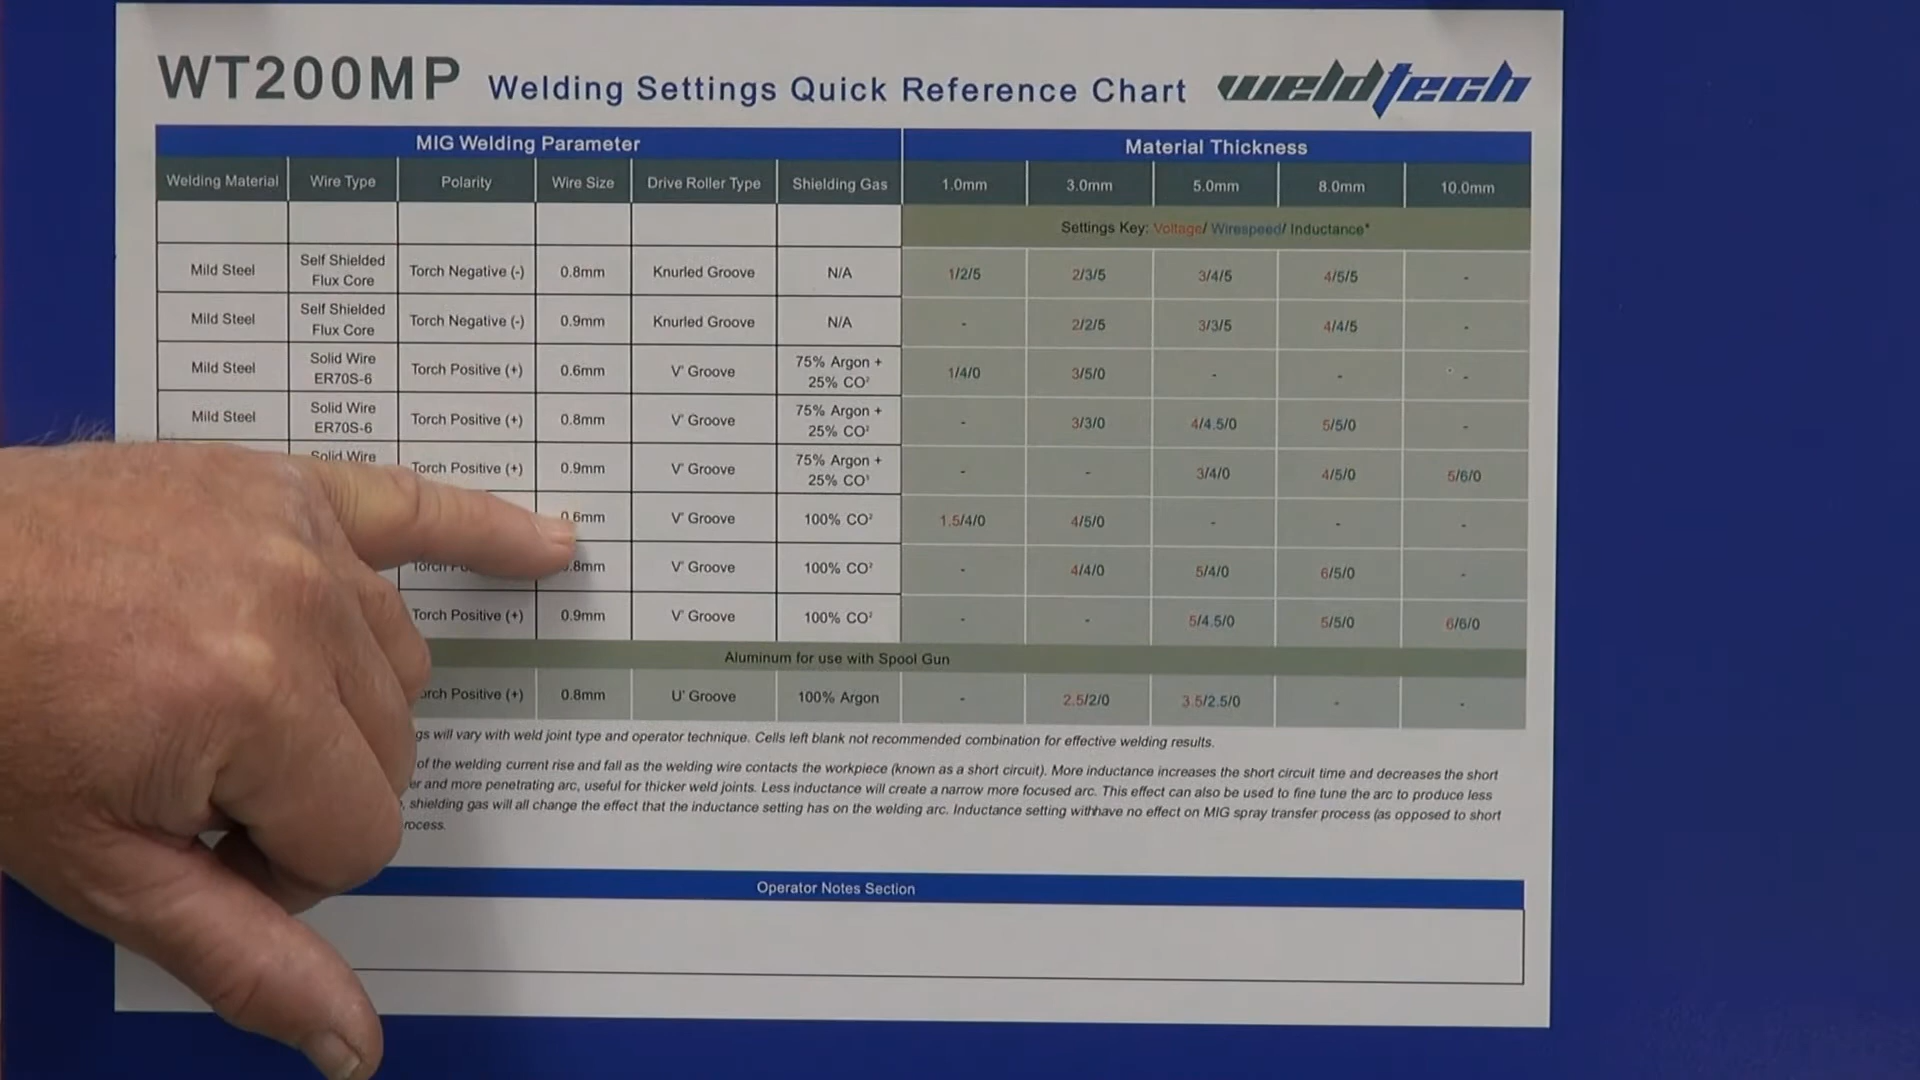 WT200MP Welding Settings Quick Reference Chart weldtech
MIG Welding Parameter Material Thickness
Welding Material Wire Type Polarity Wire Size Drive Roller Type Shielding Gas 1.0mm 3.0mm 5.0mm 8.0mm 10.0mm
Settings Key: Voltage/ Wirespeed/ Inductance*
Mild Steel Self Shielded Flux Core Torch Negative (-) 0.8mm Knurled Groove N/A 1/2/5 2/3/5 3/4/5 4/5/5 -
Mild Steel Self Shielded Flux Core Torch Negative (-) 0.9mm Knurled Groove N/A - 2/2/5 3/3/5 4/4/5 -
Mild Steel Solid Wire ER70S-6 Torch Positive (+) 0.6mm V' Groove 75% Argon + 25% CO² 1/4/0 3/5/0 - - -
Mild Steel Solid Wire ER70S-6 Torch Positive (+) 0.8mm V' Groove 75% Argon + 25% CO² - 3/3/0 4/4.5/0 5/5/0 -
Solid Wire Torch Positive (+) 0.9mm V' Groove 75% Argon + 25% CO² - - 3/4/0 4/5/0 5/6/0
0.6mm V' Groove 100% CO² 1.5/4/0 4/5/0 - - -
.8mm V' Groove 100% CO² - 4/4/0 5/4/0 6/5/0 -
Torch Positive (+) 0.9mm V' Groove 100% CO² - - 5/4.5/0 5/5/0 6/6/0
Aluminum for use with Spool Gun
orch Positive (+) 0.8mm U' Groove 100% Argon - 2.5/2/0 3.5/2.5/0 - -
gs will vary with weld joint type and operator technique. Cells left blank not recommended combination for effective welding results.
of the welding current rise and fall as the welding wire contacts the workpiece (known as a short circuit). More inductance increases the short circuit time and decreases the short
er and more penetrating arc, useful for thicker weld joints. Less inductance will create a narrow more focused arc. This effect can also be used to fine tune the arc to produce less
, shielding gas will all change the effect that the inductance setting has on the welding arc. Inductance setting withhave no effect on MIG spray transfer process (as opposed to short
rocess.
Operator Notes Section